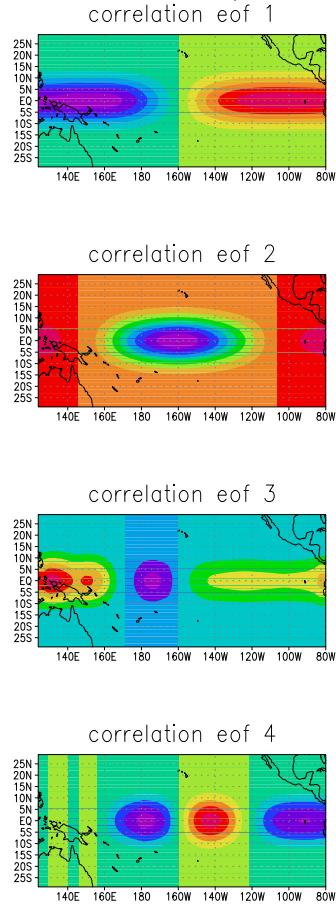 correlation eof 1
25N
20N
15N
10N
5N
EQ
5S
10S
15S
20S
25S
140E 160E 180 160W 140W 120W 100W 80W
correlation eof 2
25N
20N
15N
10N
5N
EQ
5S
10S
15S
20S
25S
140E 160E 180 160W 140W 120W 100W 80W
correlation eof 3
25N
20N
15N
10N
5N
EQ
5S
10S
15S
20S
25S
140E 160E 180 160W 140W 120W 100W 80W
correlation eof 4
25N
20N
15N
10N
5N
EQ
5S
10S
15S
20S
25S
140E 160E 180 160W 140W 120W 100W 80W